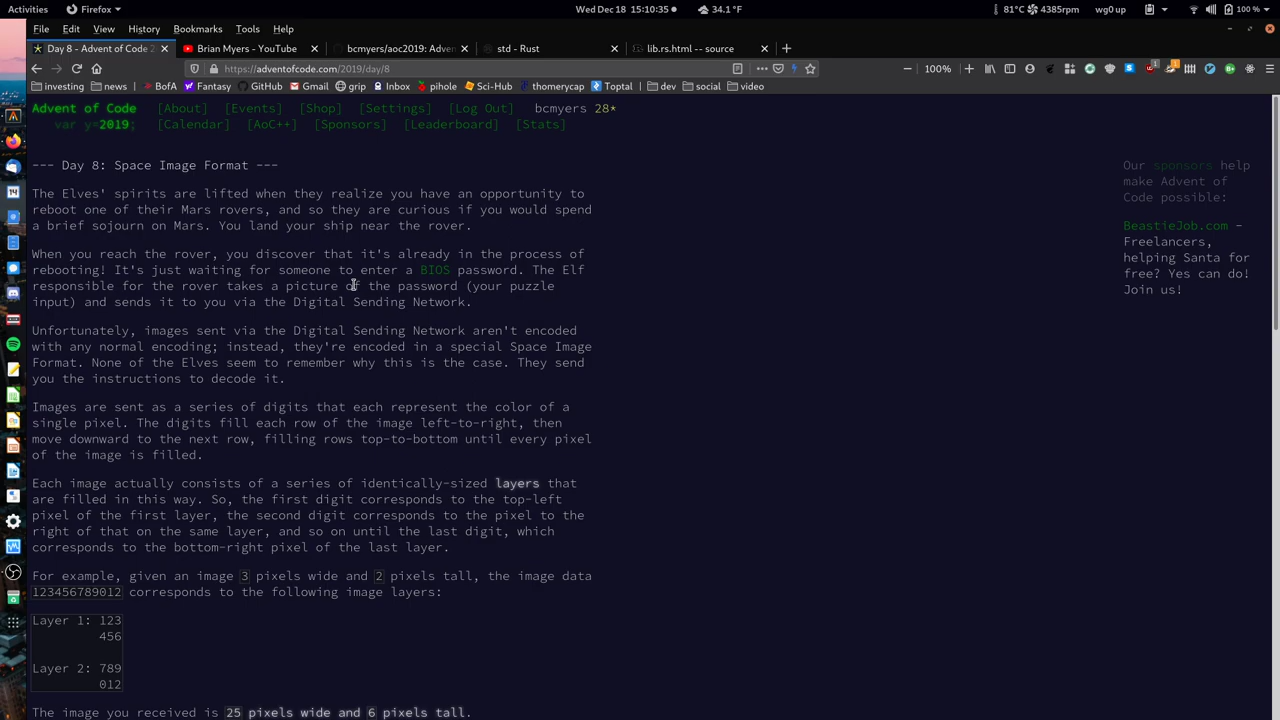 Activities Firefox Wed Dec 18 15:10:35 34.1 °F 81°C 4385rpm wg0 up 100 %
File Edit View History Bookmarks Tools Help
Day 8 - Advent of Code 2 Brian Myers - YouTube bcmyers/aoc2019: Adven std - Rust lib.rs.html -- source
https://adventofcode.com/2019/day/8 100%
investing news BofA Fantasy GitHub Gmail grip Inbox pihole Sci-Hub thomerycap Toptal dev social video
Advent of Code [About] [Events] [Shop] [Settings] [Log Out] bcmyers 28*
var y=2019; [Calendar] [AoC++] [Sponsors] [Leaderboard] [Stats]
--- Day 8: Space Image Format ---
The Elves' spirits are lifted when they realize you have an opportunity to
reboot one of their Mars rovers, and so they are curious if you would spend
a brief sojourn on Mars. You land your ship near the rover.
When you reach the rover, you discover that it's already in the process of
rebooting! It's just waiting for someone to enter a BIOS password. The Elf
responsible for the rover takes a picture of the password (your puzzle
input) and sends it to you via the Digital Sending Network.
Unfortunately, images sent via the Digital Sending Network aren't encoded
with any normal encoding; instead, they're encoded in a special Space Image
Format. None of the Elves seem to remember why this is the case. They send
you the instructions to decode it.
Images are sent as a series of digits that each represent the color of a
single pixel. The digits fill each row of the image left-to-right, then
move downward to the next row, filling rows top-to-bottom until every pixel
of the image is filled.
Each image actually consists of a series of identically-sized layers that
are filled in this way. So, the first digit corresponds to the top-left
pixel of the first layer, the second digit corresponds to the pixel to the
right of that on the same layer, and so on until the last digit, which
corresponds to the bottom-right pixel of the last layer.
For example, given an image 3 pixels wide and 2 pixels tall, the image data
123456789012 corresponds to the following image layers:
Layer 1: 123
456
Layer 2: 789
012
The image you received is 25 pixels wide and 6 pixels tall.
Our sponsors help
make Advent of
Code possible:
BeastieJob.com -
Freelancers,
helping Santa for
free? Yes can do!
Join us!